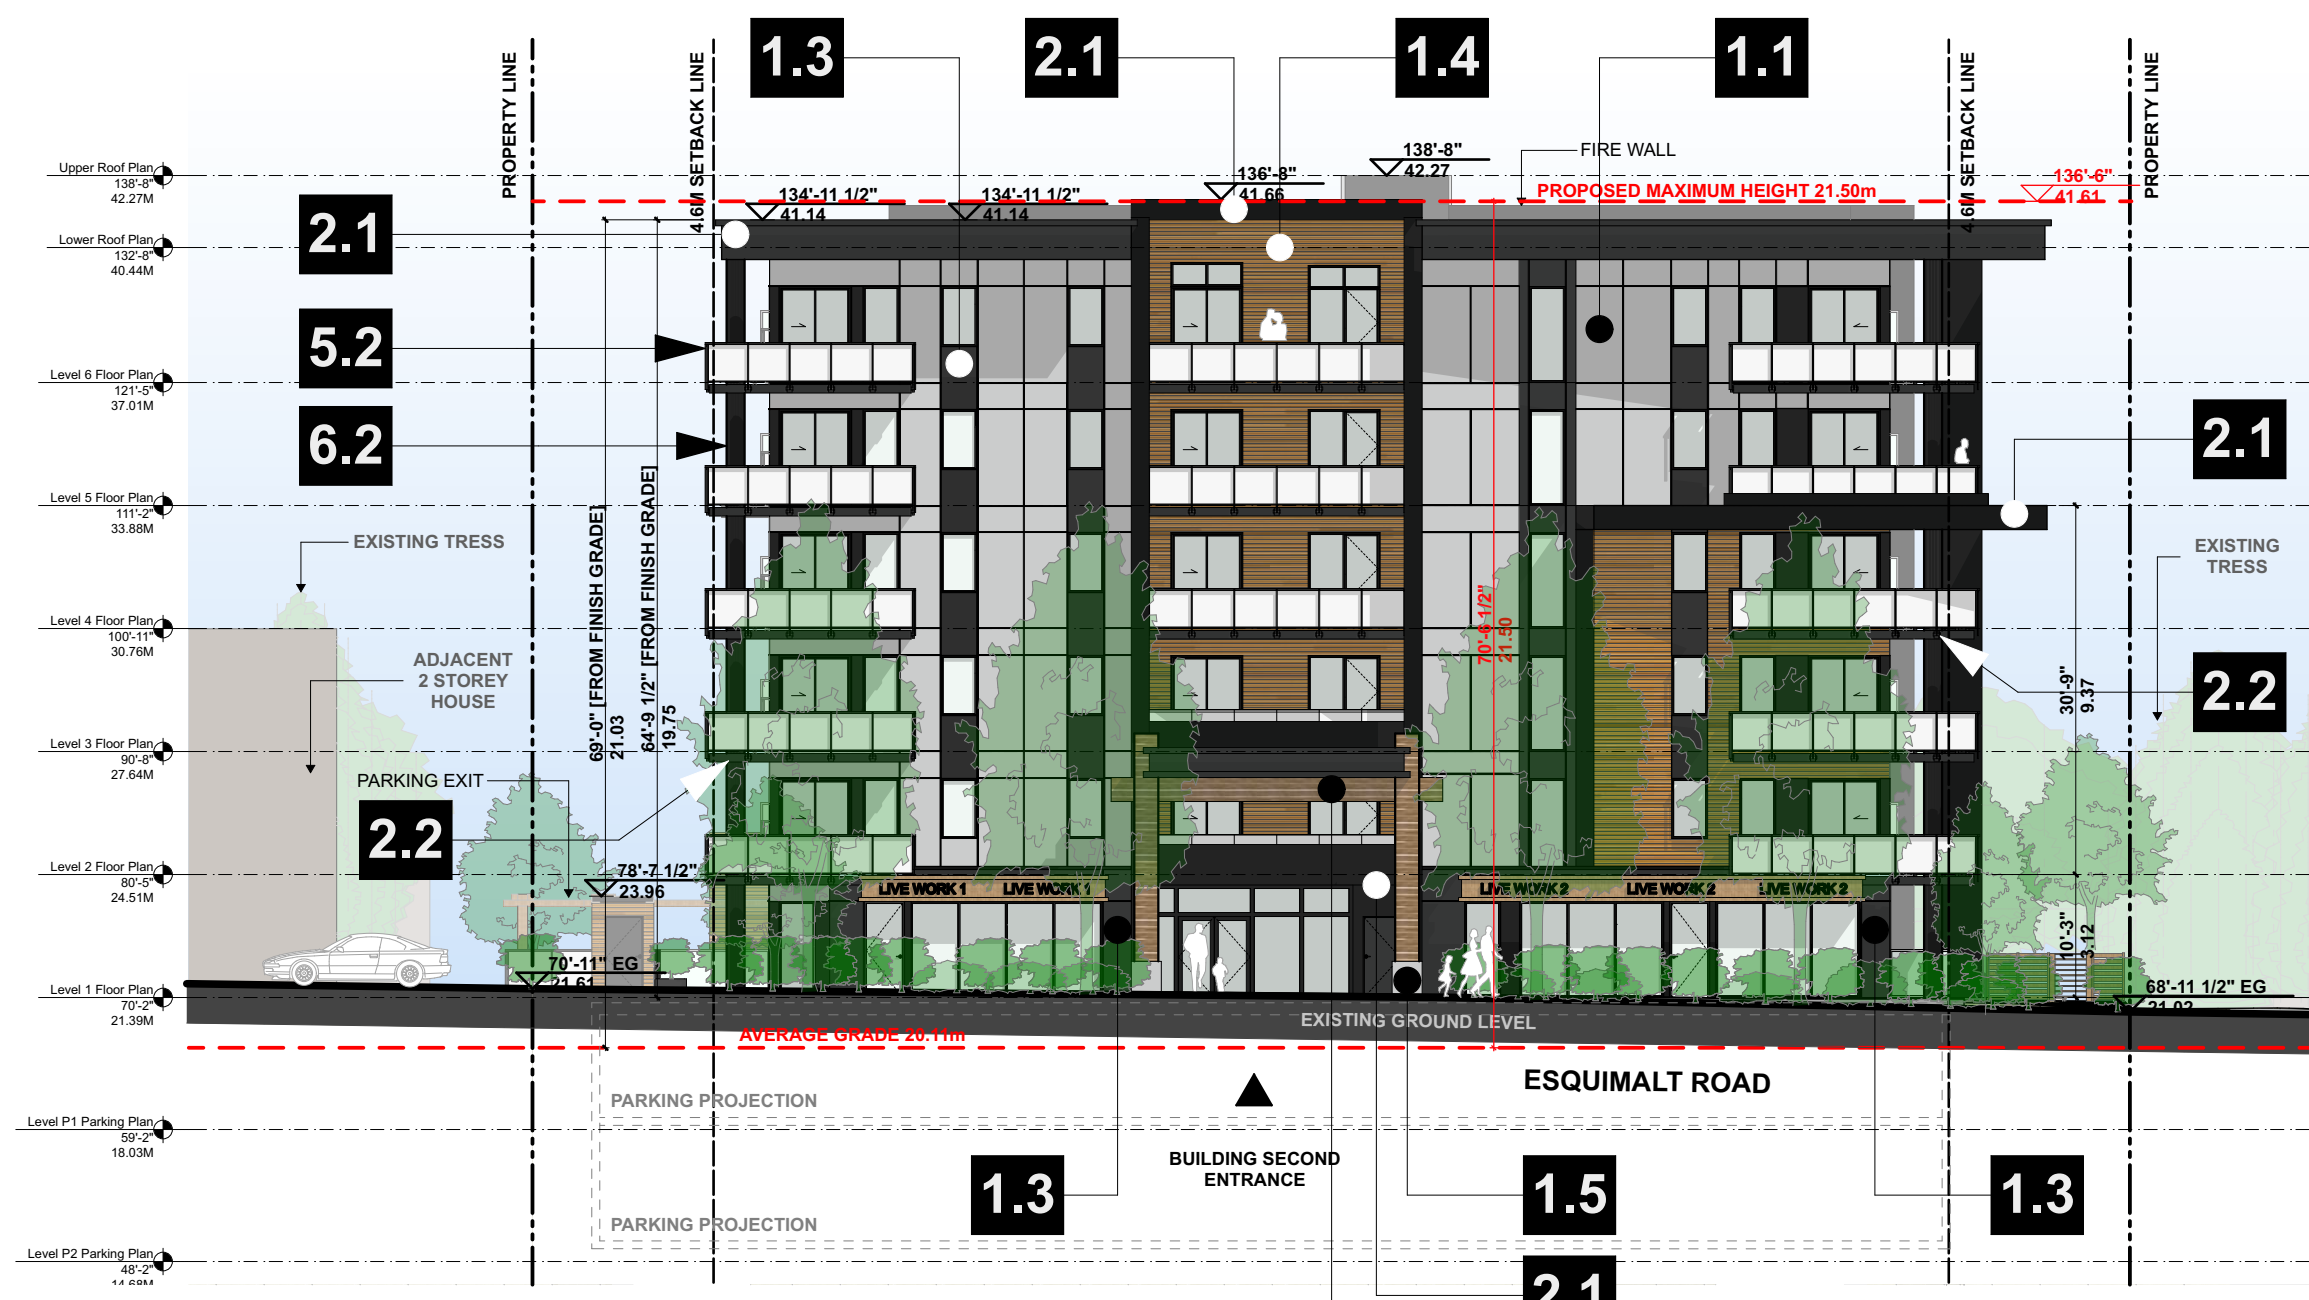 1.3
2.1
1.4
1.1
PROPERTY LINE
4.6M SETBACK LINE
4.6M SETBACK LINE
PROPERTY LINE
FIRE WALL
138'-8"
42.27
136'-8"
41.66
PROPOSED MAXIMUM HEIGHT 21.50m
136'-6"
41.61
134'-11 1/2"
41.14
134'-11 1/2"
41.14
Upper Roof Plan
138'-8"
42.27M
2.1
Lower Roof Plan
132'-8"
40.44M
5.2
Level 6 Floor Plan
121'-5"
37.01M
6.2
2.1
Level 5 Floor Plan
111'-2"
33.88M
EXISTING TRESS
EXISTING
TRESS
69'-0" [FROM FINISH GRADE]
21.03
64'-9 1/2" [FROM FINISH GRADE]
19.75
70'-6 1/2"
21.50
Level 4 Floor Plan
100'-11"
30.76M
ADJACENT
2 STOREY
HOUSE
30'-9"
9.37
2.2
Level 3 Floor Plan
90'-8"
27.64M
PARKING EXIT
2.2
Level 2 Floor Plan
80'-5"
24.51M
78'-7 1/2"
23.96
LIVE WORK 1
LIVE WORK 1
LIVE WORK 2
LIVE WORK 2
LIVE WORK 2
10'-3"
3.12
70'-11" EG
21.61
68'-11 1/2" EG
21.02
Level 1 Floor Plan
70'-2"
21.39M
EXISTING GROUND LEVEL
AVERAGE GRADE 20.11m
ESQUIMALT ROAD
PARKING PROJECTION
Level P1 Parking Plan
59'-2"
18.03M
BUILDING SECOND
ENTRANCE
1.3
1.5
1.3
PARKING PROJECTION
Level P2 Parking Plan
48'-2"
14.68M
2.1